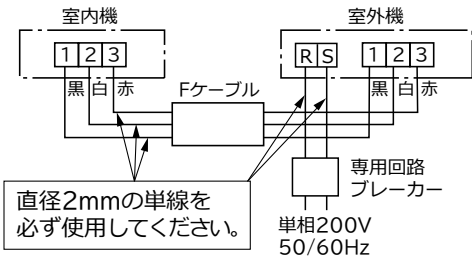 室内機
室外機
1 2 3
R S
1 2 3
黒 白 赤
Fケーブル
黒 白 赤
直径2mmの単線を
必ず使用してください。
専用回路
ブレーカー
単相200V
50/60Hz